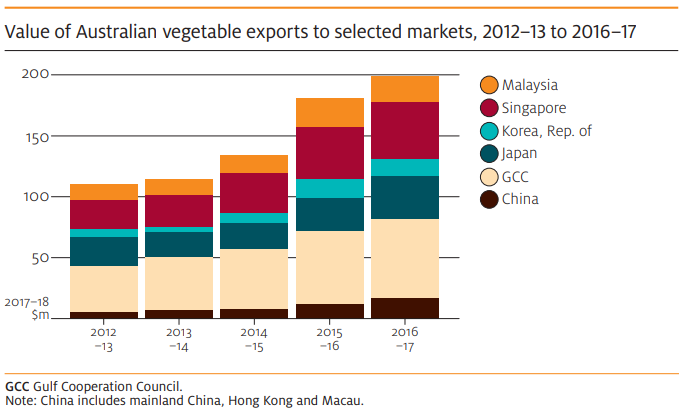 Value of Australian vegetable exports to selected markets, 2012–13 to 2016–17
200
150
100
50
2017–18
$m
2012
–13
2013
–14
2014
–15
2015
–16
2016
–17
Malaysia
Singapore
Korea, Rep. of
Japan
GCC
China
GCC Gulf Cooperation Council.
Note: China includes mainland China, Hong Kong and Macau.